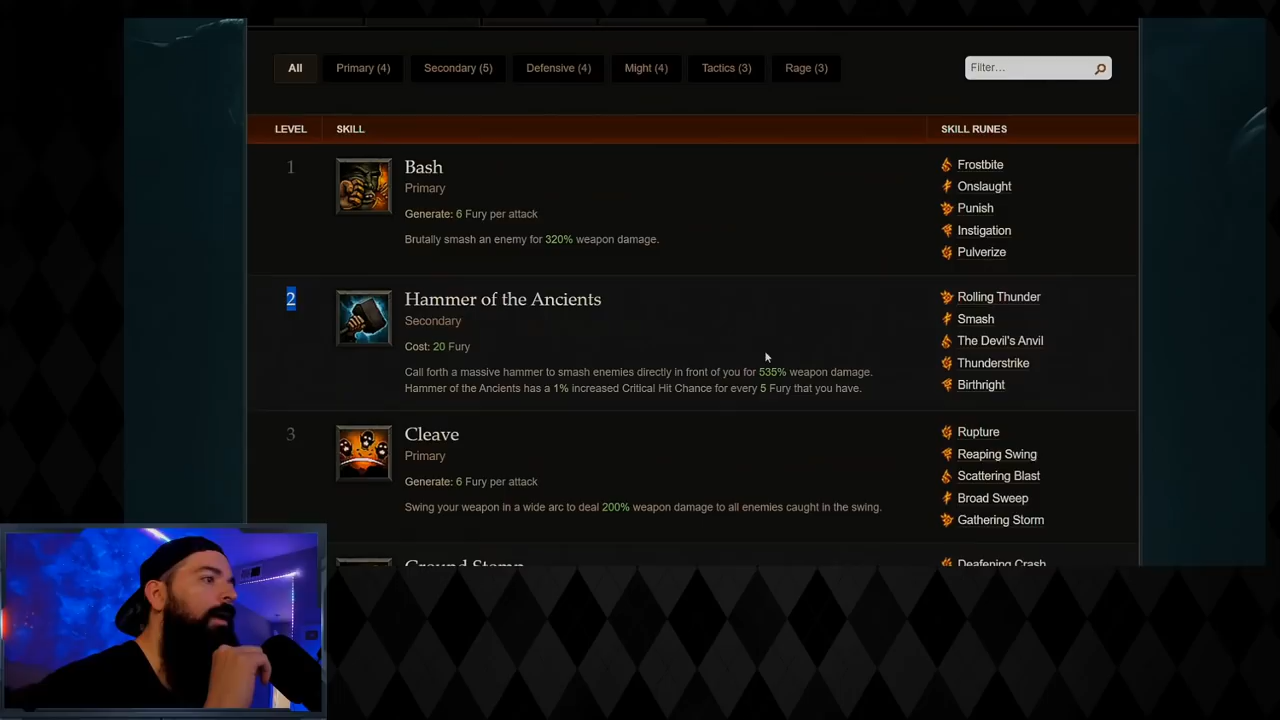 All
Primary (4)
Secondary (5)
Defensive (4)
Might (4)
Tactics (3)
Rage (3)
Filter...
LEVEL
SKILL
SKILL RUNES
1
Bash
Primary
Generate: 6 Fury per attack
Brutally smash an enemy for 320% weapon damage.
Frostbite
Onslaught
Punish
Instigation
Pulverize
2
Hammer of the Ancients
Secondary
Cost: 20 Fury
Call forth a massive hammer to smash enemies directly in front of you for 535% weapon damage.
Hammer of the Ancients has a 1% increased Critical Hit Chance for every 5 Fury that you have.
Rolling Thunder
Smash
The Devil's Anvil
Thunderstrike
Birthright
3
Cleave
Primary
Generate: 6 Fury per attack
Swing your weapon in a wide arc to deal 200% weapon damage to all enemies caught in the swing.
Rupture
Reaping Swing
Scattering Blast
Broad Sweep
Gathering Storm
Ground Stomp
Deafening Crash